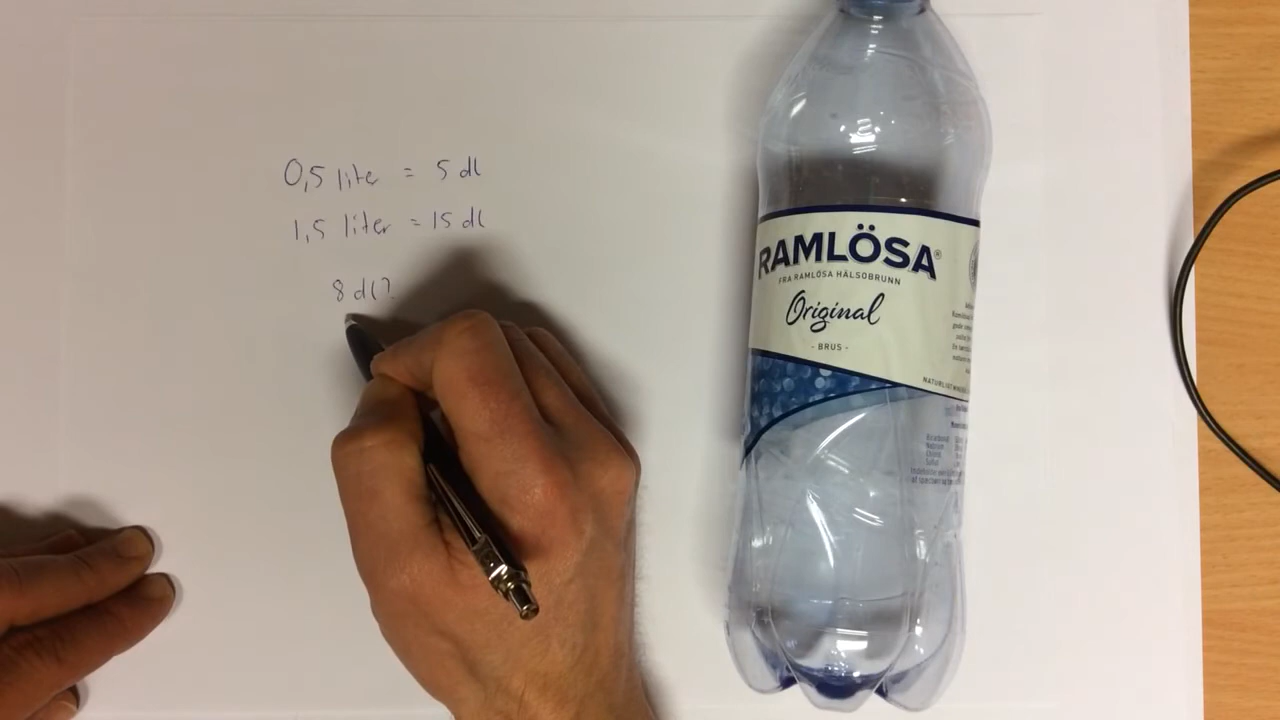 0,5 liter = 5 dl
1,5 liter = 15 dl
8 dl?
RAMLÖSA®
FRA RAMLÖSA HÄLSOBRUNN
Original
- BRUS -